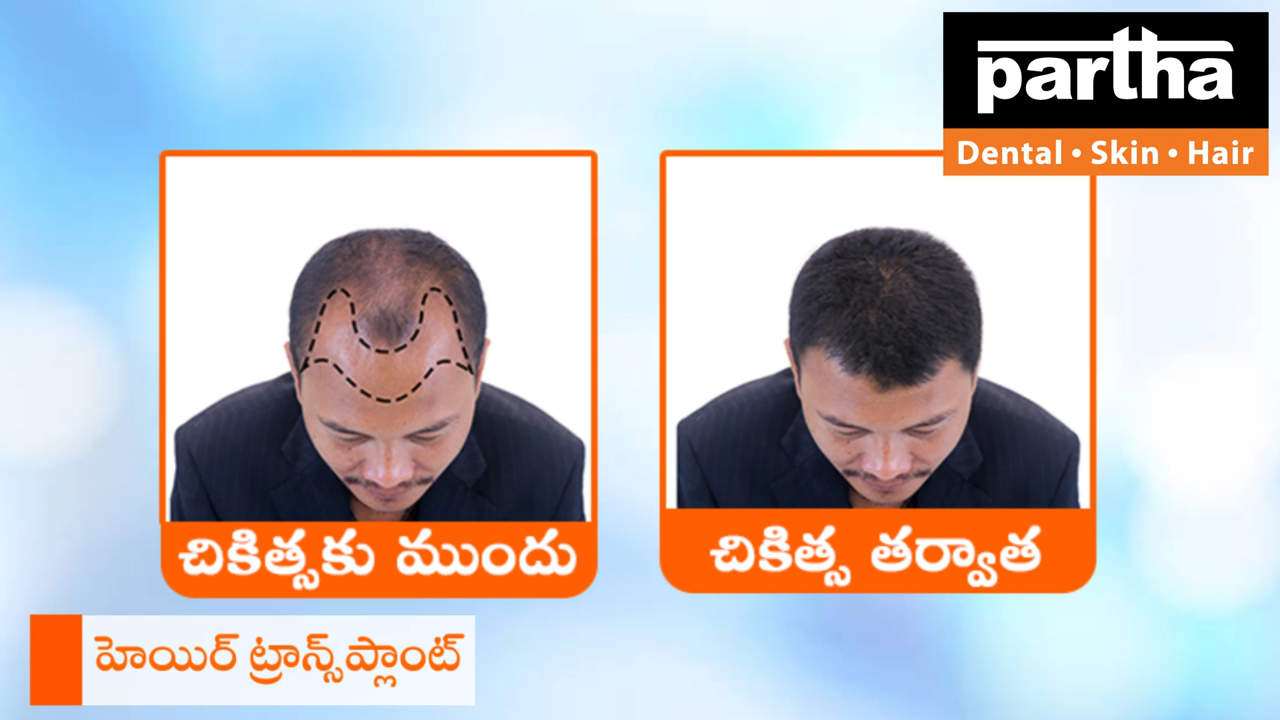 partha
Dental • Skin • Hair
చికిత్సకు ముందు
చికిత్స తర్వాత
హెయిర్ ట్రాన్స్‌ప్లాంట్